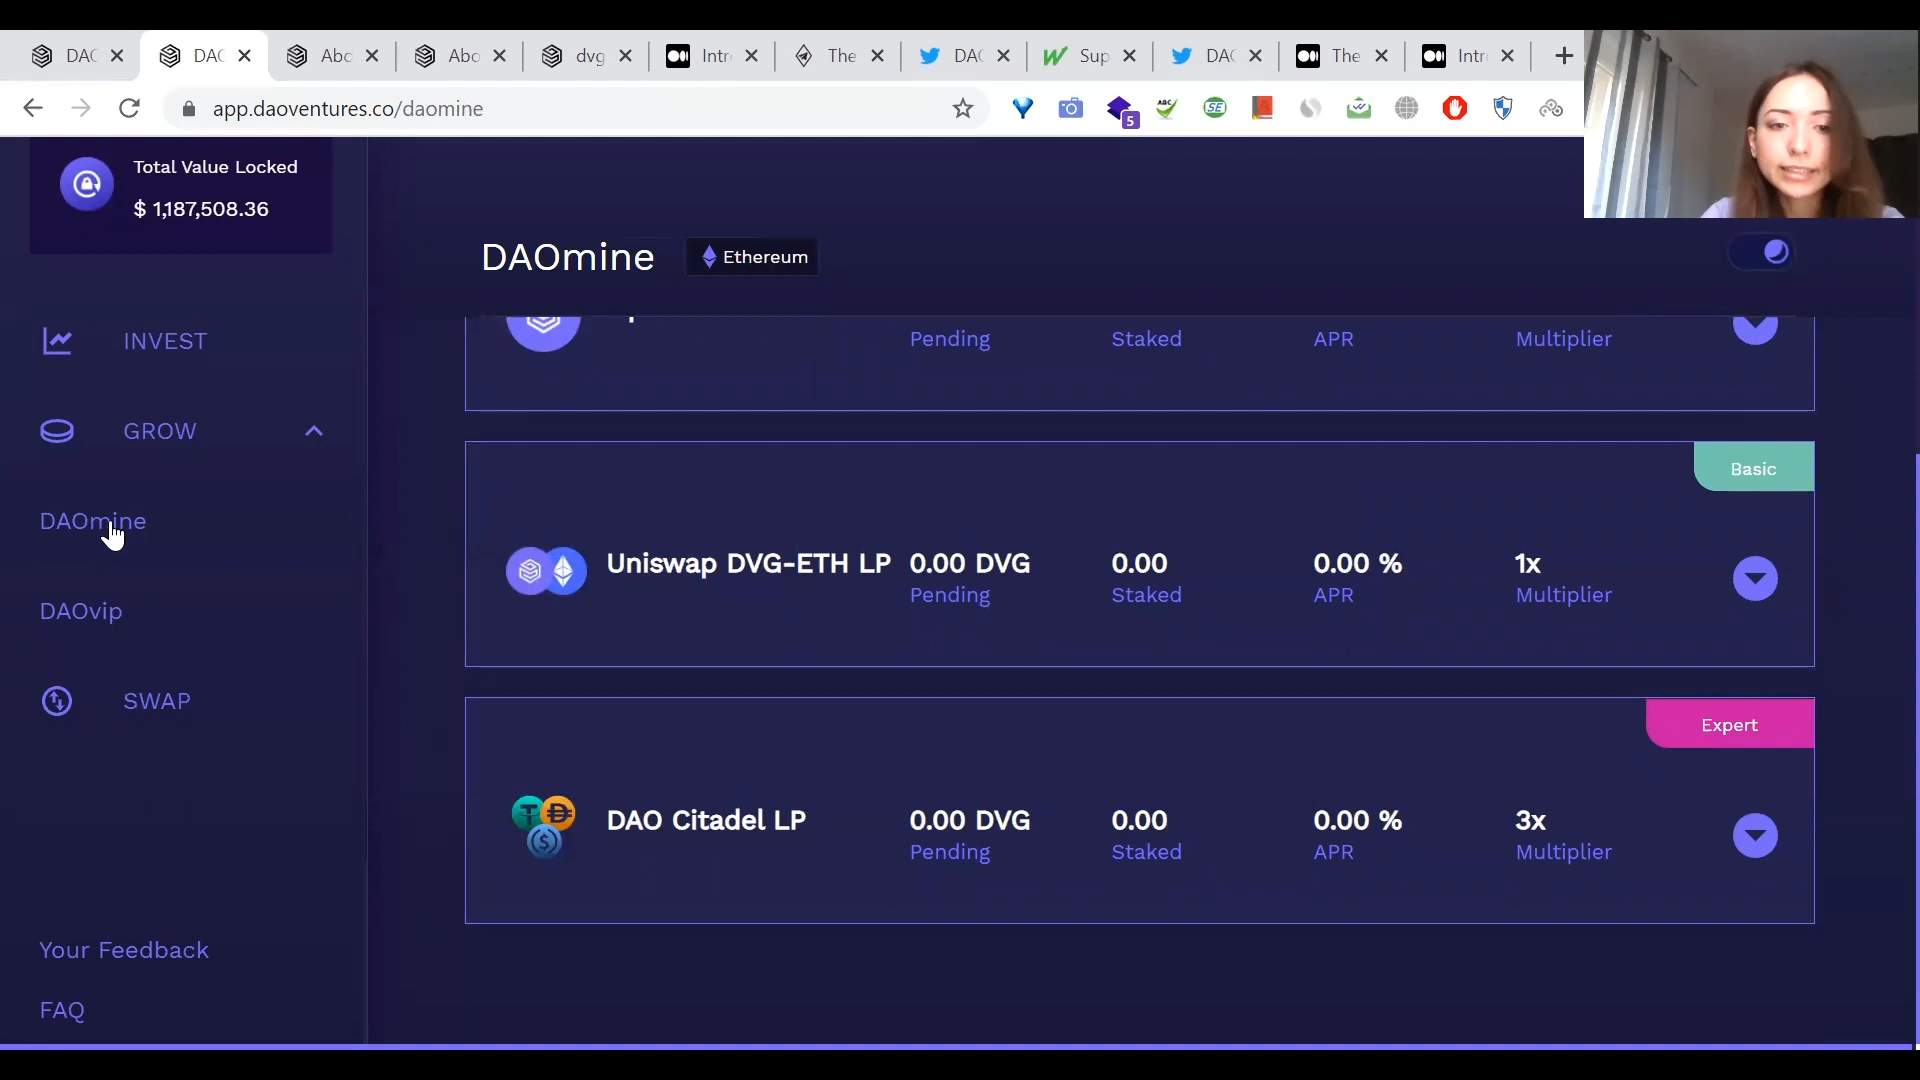 DAC
DAC
Abo
Abo
dvg
Intr
The
DAC
Sup
DAC
The
Intr
app.daoventures.co/daomine
ABC
SE
5
Total Value Locked
$ 1,187,508.36
DAOmine
Ethereum
INVEST
GROW
DAOmine
DAOvip
SWAP
Your Feedback
FAQ
Pending
Staked
APR
Multiplier
Basic
Uniswap DVG-ETH LP
0.00 DVG
Pending
0.00
Staked
0.00 %
APR
1x
Multiplier
Expert
DAO Citadel LP
0.00 DVG
Pending
0.00
Staked
0.00 %
APR
3x
Multiplier